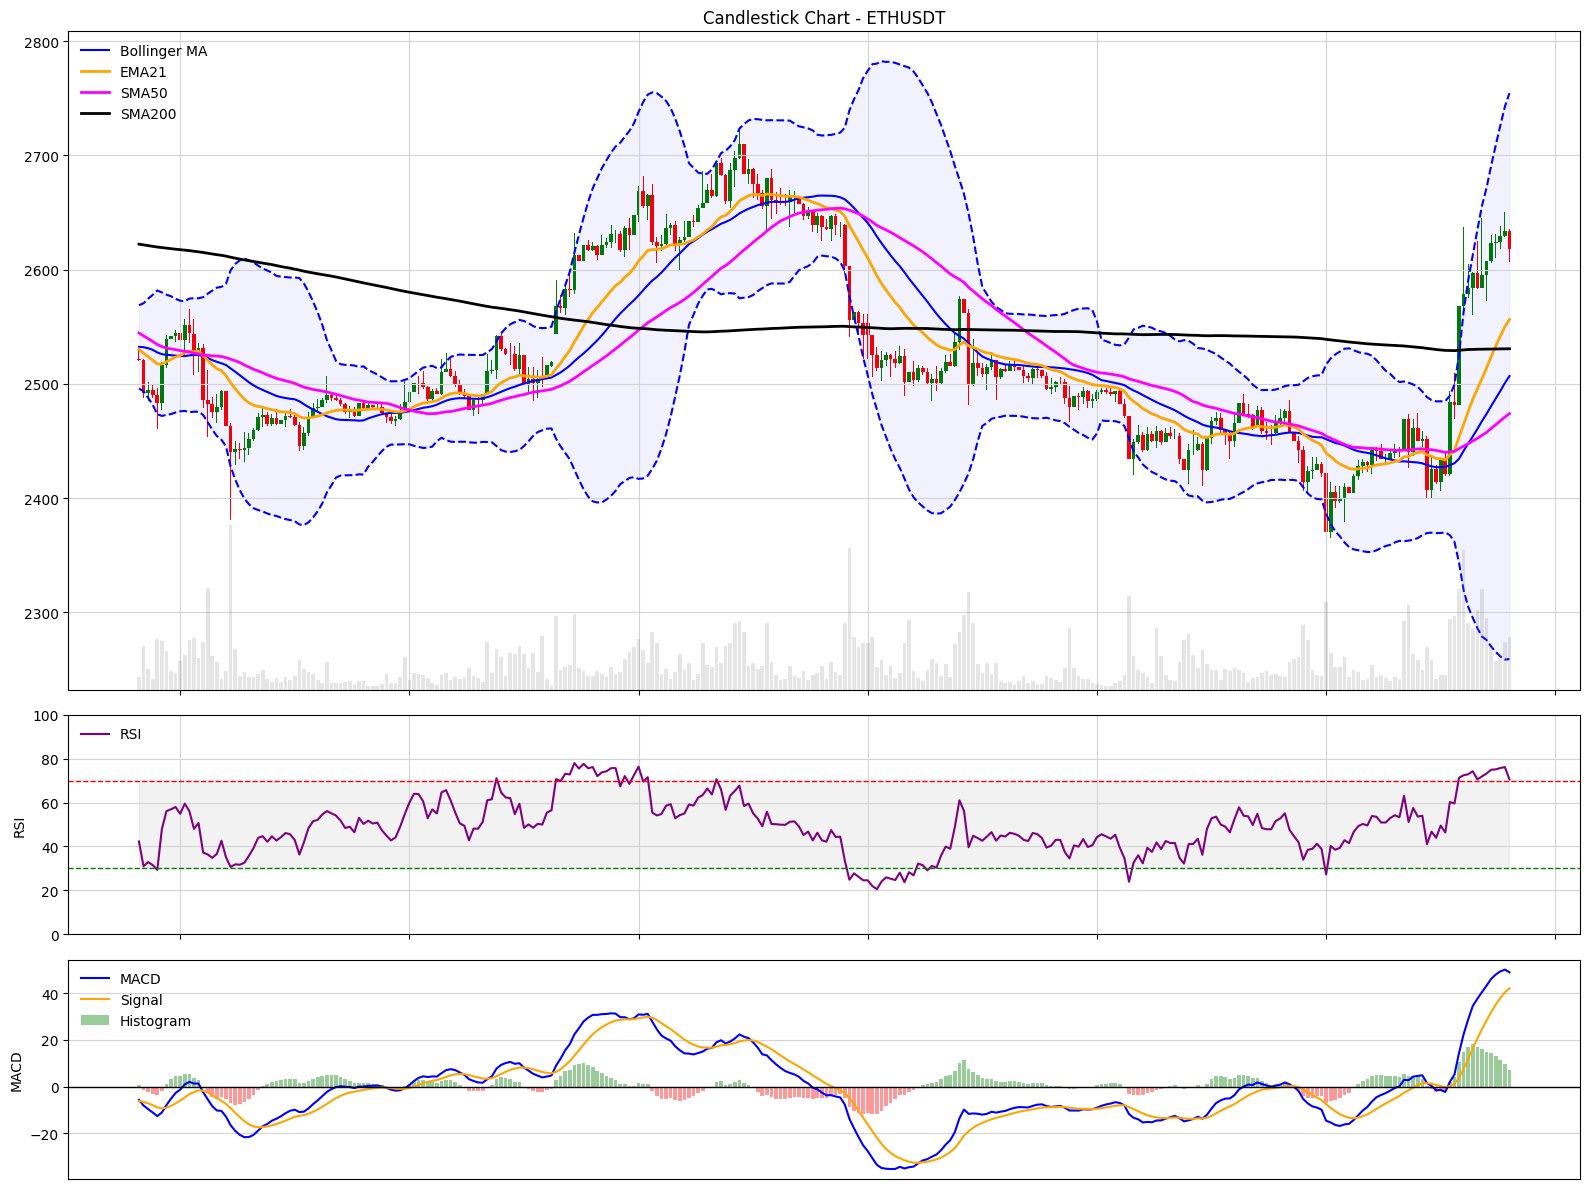 Candlestick Chart - ETHUSDT
2800
2700
2600
2500
2400
2300
Bollinger MA
EMA21
SMA50
SMA200
100
80
60
40
20
0
RSI
RSI
40
20
0
−20
MACD
MACD
Signal
Histogram